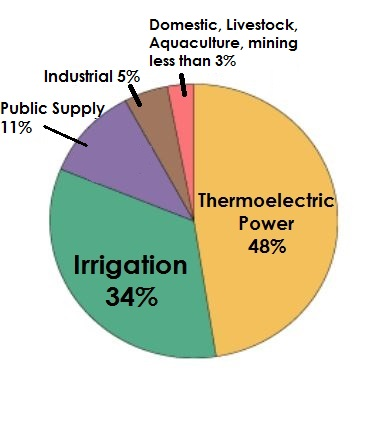 Domestic, Livestock,
Aquaculture, mining
less than 3%
Industrial 5%
Public Supply
11%
Thermoelectric
Power
48%
Irrigation
34%